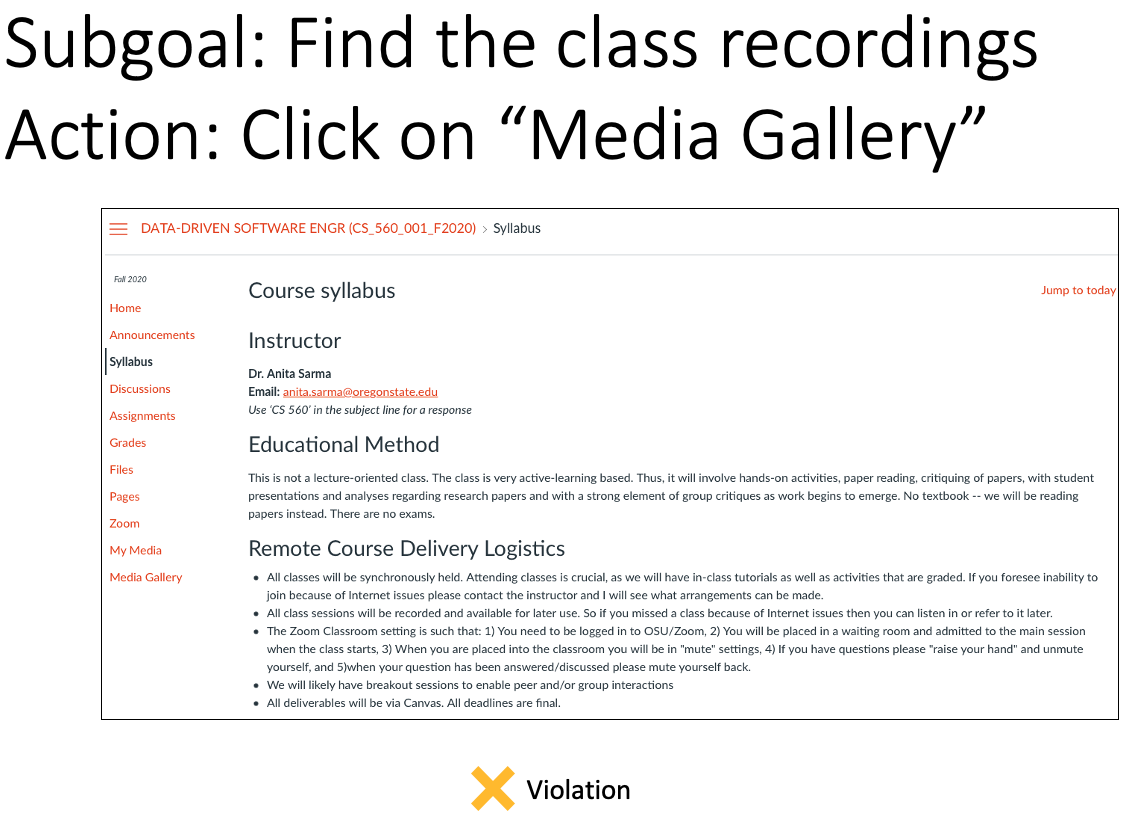 Subgoal: Find the class recordings
Action: Click on “Media Gallery”
DATA-DRIVEN SOFTWARE ENGR (CS_560_001_F2020) › Syllabus
Fall 2020
Home
Announcements
Syllabus
Discussions
Assignments
Grades
Files
Pages
Zoom
My Media
Media Gallery
Course syllabus
Jump to today
Instructor
Dr. Anita Sarma
Email: anita.sarma@oregonstate.edu
Use 'CS 560' in the subject line for a response
Educational Method
This is not a lecture-oriented class. The class is very active-learning based. Thus, it will involve hands-on activities, paper reading, critiquing of papers, with student
presentations and analyses regarding research papers and with a strong element of group critiques as work begins to emerge. No textbook -- we will be reading
papers instead. There are no exams.
Remote Course Delivery Logistics
• All classes will be synchronously held. Attending classes is crucial, as we will have in-class tutorials as well as activities that are graded. If you foresee inability to
join because of Internet issues please contact the instructor and I will see what arrangements can be made.
• All class sessions will be recorded and available for later use. So if you missed a class because of Internet issues then you can listen in or refer to it later.
• The Zoom Classroom setting is such that: 1) You need to be logged in to OSU/Zoom, 2) You will be placed in a waiting room and admitted to the main session
when the class starts, 3) When you are placed into the classroom you will be in "mute" settings, 4) If you have questions please "raise your hand" and unmute
yourself, and 5)when your question has been answered/discussed please mute yourself back.
• We will likely have breakout sessions to enable peer and/or group interactions
• All deliverables will be via Canvas. All deadlines are final.
Violation